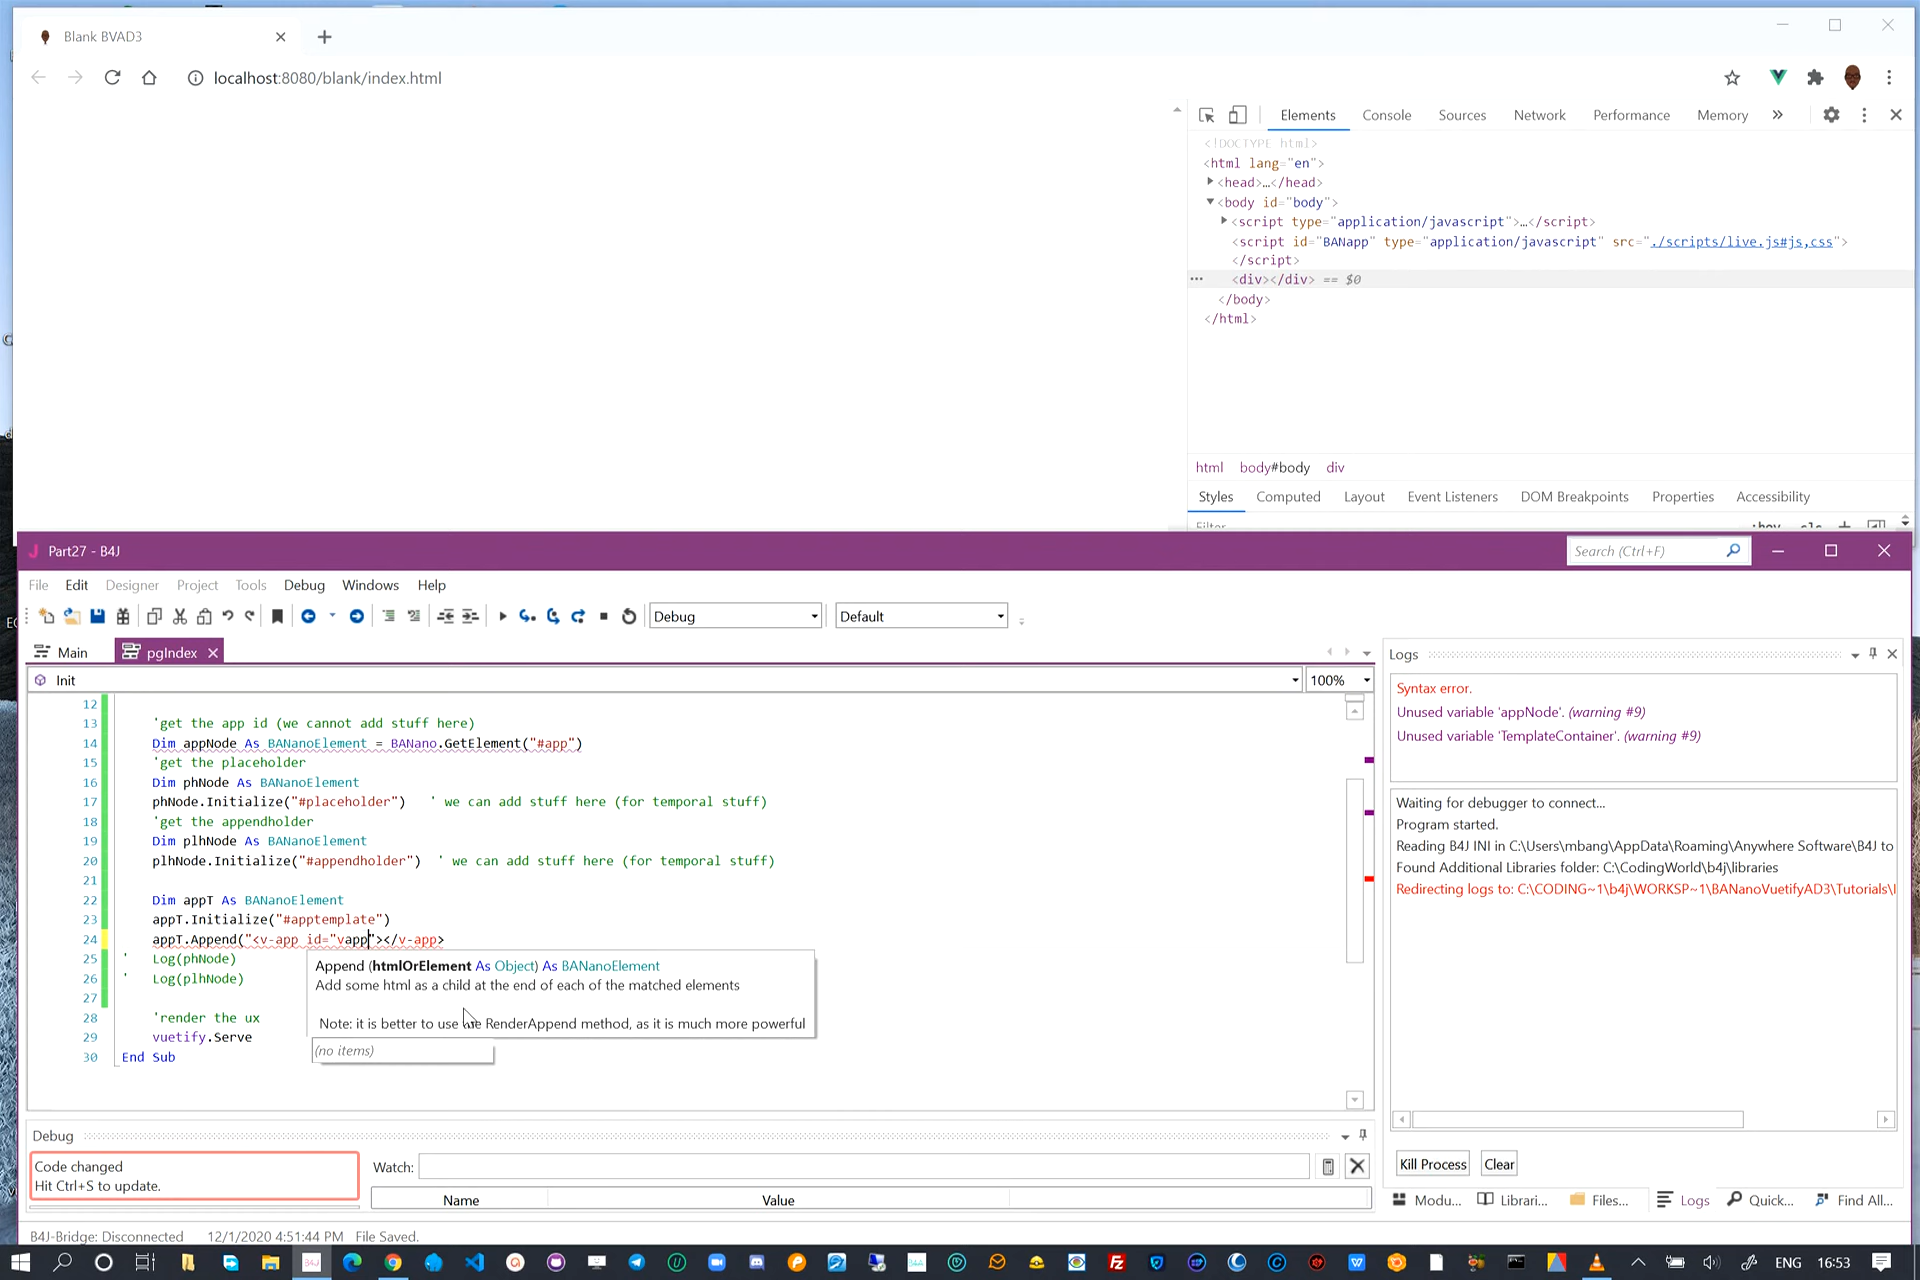 Blank BVAD3
localhost:8080/blank/index.html
Elements Console Sources Network Performance Memory
<!DOCTYPE html>
<html lang="en">
<head>…</head>
<body id="body">
<script type="application/javascript">…</script>
<script id="BANapp" type="application/javascript" src="./scripts/live.js#js,css">
</script>
<div></div> == $0
</body>
</html>
html body#body div
Styles Computed Layout Event Listeners DOM Breakpoints Properties Accessibility
Filter :hov .cls
Part27 - B4J
Search (Ctrl+F)
File Edit Designer Project Tools Debug Windows Help
Debug Default
Main pgIndex
Init 100%
12
13 'get the app id (we cannot add stuff here)
14 Dim appNode As BANanoElement = BANano.GetElement("#app")
15 'get the placeholder
16 Dim phNode As BANanoElement
17 phNode.Initialize("#placeholder") ' we can add stuff here (for temporal stuff)
18 'get the appendholder
19 Dim plhNode As BANanoElement
20 plhNode.Initialize("#appendholder") ' we can add stuff here (for temporal stuff)
21
22 Dim appT As BANanoElement
23 appT.Initialize("#apptemplate")
24 appT.Append("<v-app id="vapp"></v-app>
25 ' Log(phNode)
26 ' Log(plhNode)
27
28 'render the ux
29 vuetify.Serve
30 End Sub
Append (htmlOrElement As Object) As BANanoElement
Add some html as a child at the end of each of the matched elements
Note: it is better to use the RenderAppend method, as it is much more powerful
(no items)
Logs
Syntax error.
Unused variable 'appNode'. (warning #9)
Unused variable 'TemplateContainer'. (warning #9)
Waiting for debugger to connect...
Program started.
Reading B4J INI in C:\Users\mbang\AppData\Roaming\Anywhere Software\B4J to
Found Additional Libraries folder: C:\CodingWorld\b4j\libraries
Redirecting logs to: C:\CODING~1\b4j\WORKSP~1\BANanoVuetifyAD3\Tutorials\
Kill Process Clear
Modu... Librari... Files... Logs Quick... Find All...
Debug
Code changed
Hit Ctrl+S to update.
Watch:
Name Value
B4J-Bridge: Disconnected 12/1/2020 4:51:44 PM File Saved.
ENG 16:53